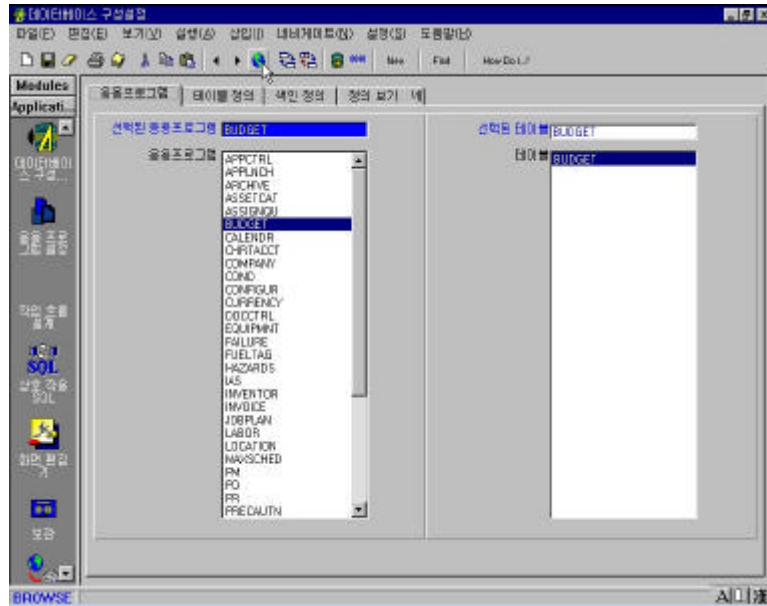 데이터베이스 구성설정
파일(F) 편집(E) 보기(V) 실행(A) 삽입(I) 내비게이트(N) 설정(S) 도움말(H)
New Find How Do I..?
Modules
Applicati...
응용프로그램 테이블 정의 색인 정의 정의 보기
선택된 응용프로그램 BUDGET 선택된 테이블 BUDGET
응용프로그램 테이블 BUDGET
APPCTRL
APPLNCH
ARCHIVE
ASSETCAT
ASSIGNQU
BUDGET
CALENDR
CHRTACCT
COMPANY
COND
CONFIGUR
CURRENCY
DOCCTRL
EQUIPMNT
FAILURE
FUELTAG
HAZARDS
IAS
INVENTOR
INVOICE
JOBPLAN
LABOR
LOCATION
MAXSCHED
PM
PO
PR
PRECAUTN
데이터베이스 구성...
작업 흐름 설계
SQL
상호 작용 SQL
화면 편집기
보관
BROWSE